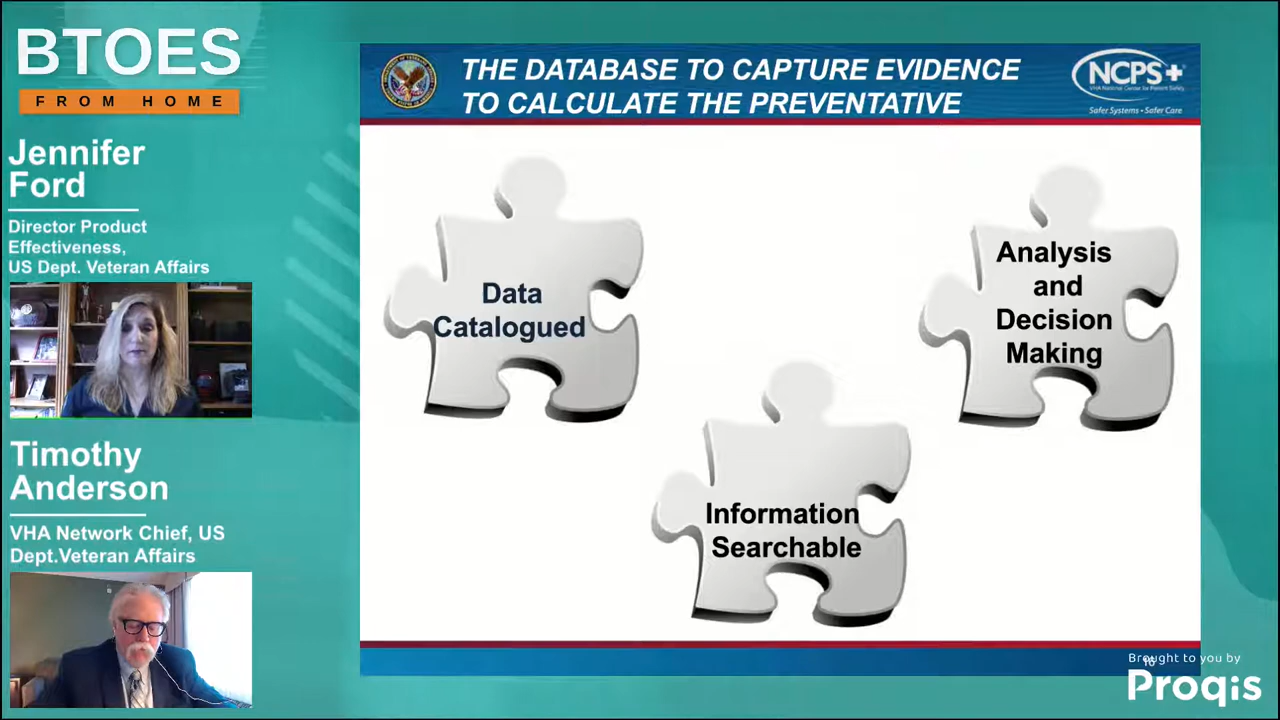 BTOES
FROM HOME
Jennifer
Ford
Director Product
Effectiveness,
US Dept. Veteran Affairs
Timothy
Anderson
VHA Network Chief, US
Dept.Veteran Affairs
THE DATABASE TO CAPTURE EVIDENCE
TO CALCULATE THE PREVENTATIVE
NCPS+
VHA National Center for Patient Safety
Safer Systems • Safer Care
Data
Catalogued
Information
Searchable
Analysis
and
Decision
Making
16
Brought to you by
Proqis